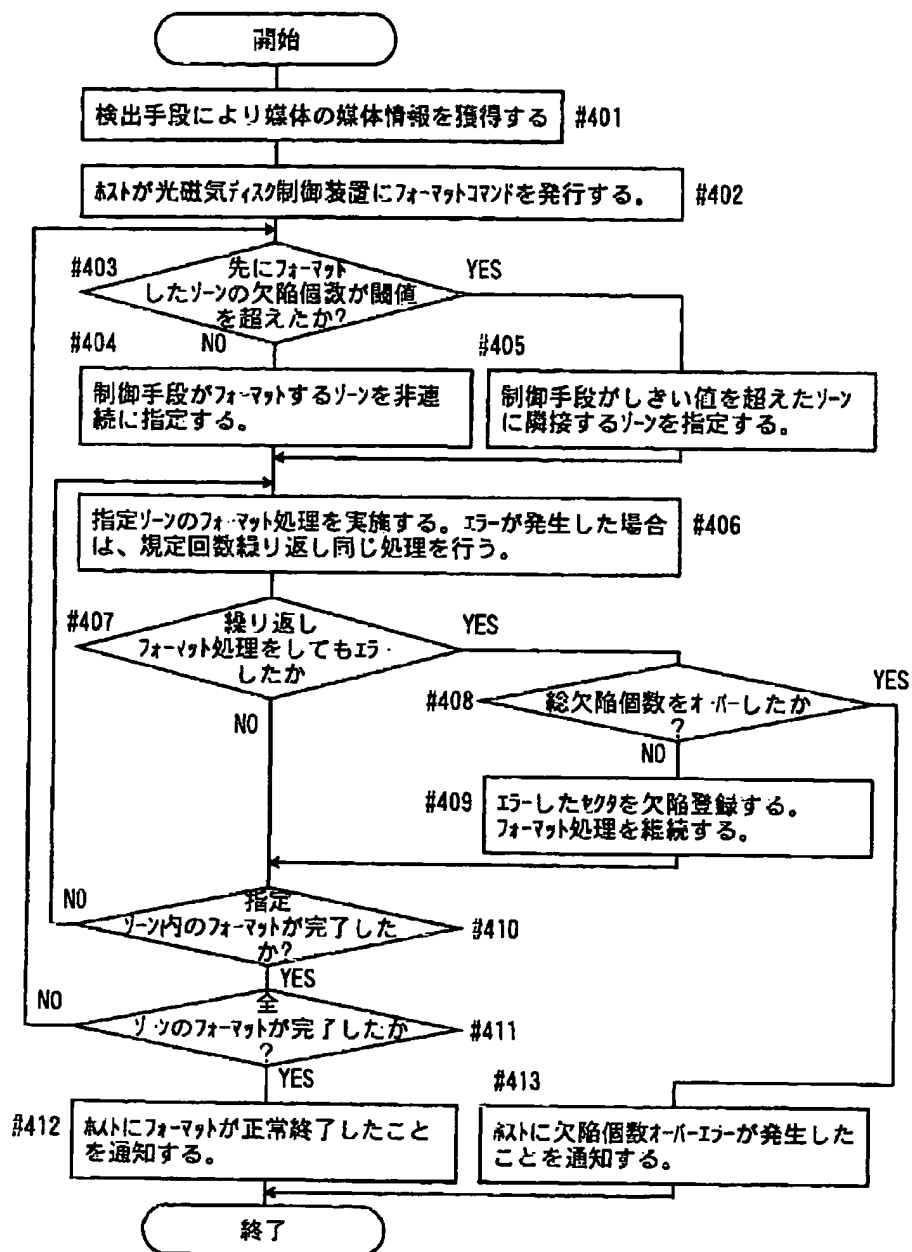 開始
検出手段により媒体の媒体情報を獲得する
#401
ﾎｽﾄが光磁気ﾃﾞｨｽｸ制御装置にﾌｫｰﾏｯﾄｺﾏﾝﾄﾞを発行する。
#402
#403
先にﾌｫｰﾏｯﾄ
したｿﾞｰﾝの欠陥個数が閾値
を超えたか?
YES
NO
#404
制御手段がﾌｫｰﾏｯﾄするｿﾞｰﾝを非連
続に指定する。
#405
制御手段がしきい値を超えたｿﾞｰﾝ
に隣接するｿﾞｰﾝを指定する。
指定ｿﾞｰﾝのﾌｫｰﾏｯﾄ処理を実施する。ｴﾗｰが発生した場合
は、規定回数繰り返し同じ処理を行う。
#406
#407
繰り返し
ﾌｫｰﾏｯﾄ処理をしてもｴﾗｰ
したか
YES
NO
#408
総欠陥個数をｵｰﾊﾞｰしたか
?
YES
NO
#409
ｴﾗｰしたｾｸﾀを欠陥登録する。
ﾌｫｰﾏｯﾄ処理を継続する。
NO
指定
ｿﾞｰﾝ内のﾌｫｰﾏｯﾄが完了した
か?
#410
YES
NO
全
ｿﾞｰﾝのﾌｫｰﾏｯﾄが完了したか
?
#411
YES
#412
ﾎｽﾄにﾌｫｰﾏｯﾄが正常終了したこと
を通知する。
#413
ﾎｽﾄに欠陥個数ｵｰﾊﾞｰｴﾗｰが発生した
ことを通知する。
終了